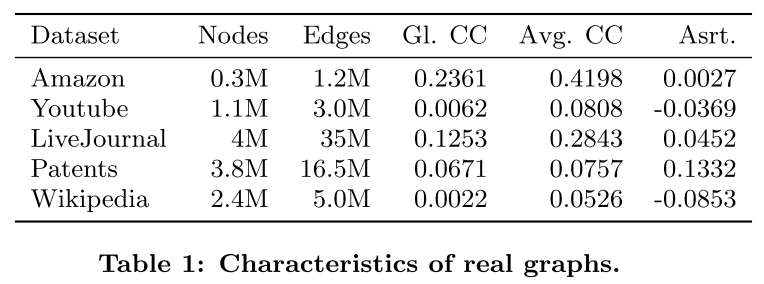 Dataset Nodes Edges Gl. CC Avg. CC Asrt.
Amazon 0.3M 1.2M 0.2361 0.4198 0.0027
Youtube 1.1M 3.0M 0.0062 0.0808 -0.0369
LiveJournal 4M 35M 0.1253 0.2843 0.0452
Patents 3.8M 16.5M 0.0671 0.0757 0.1332
Wikipedia 2.4M 5.0M 0.0022 0.0526 -0.0853
Table 1: Characteristics of real graphs.